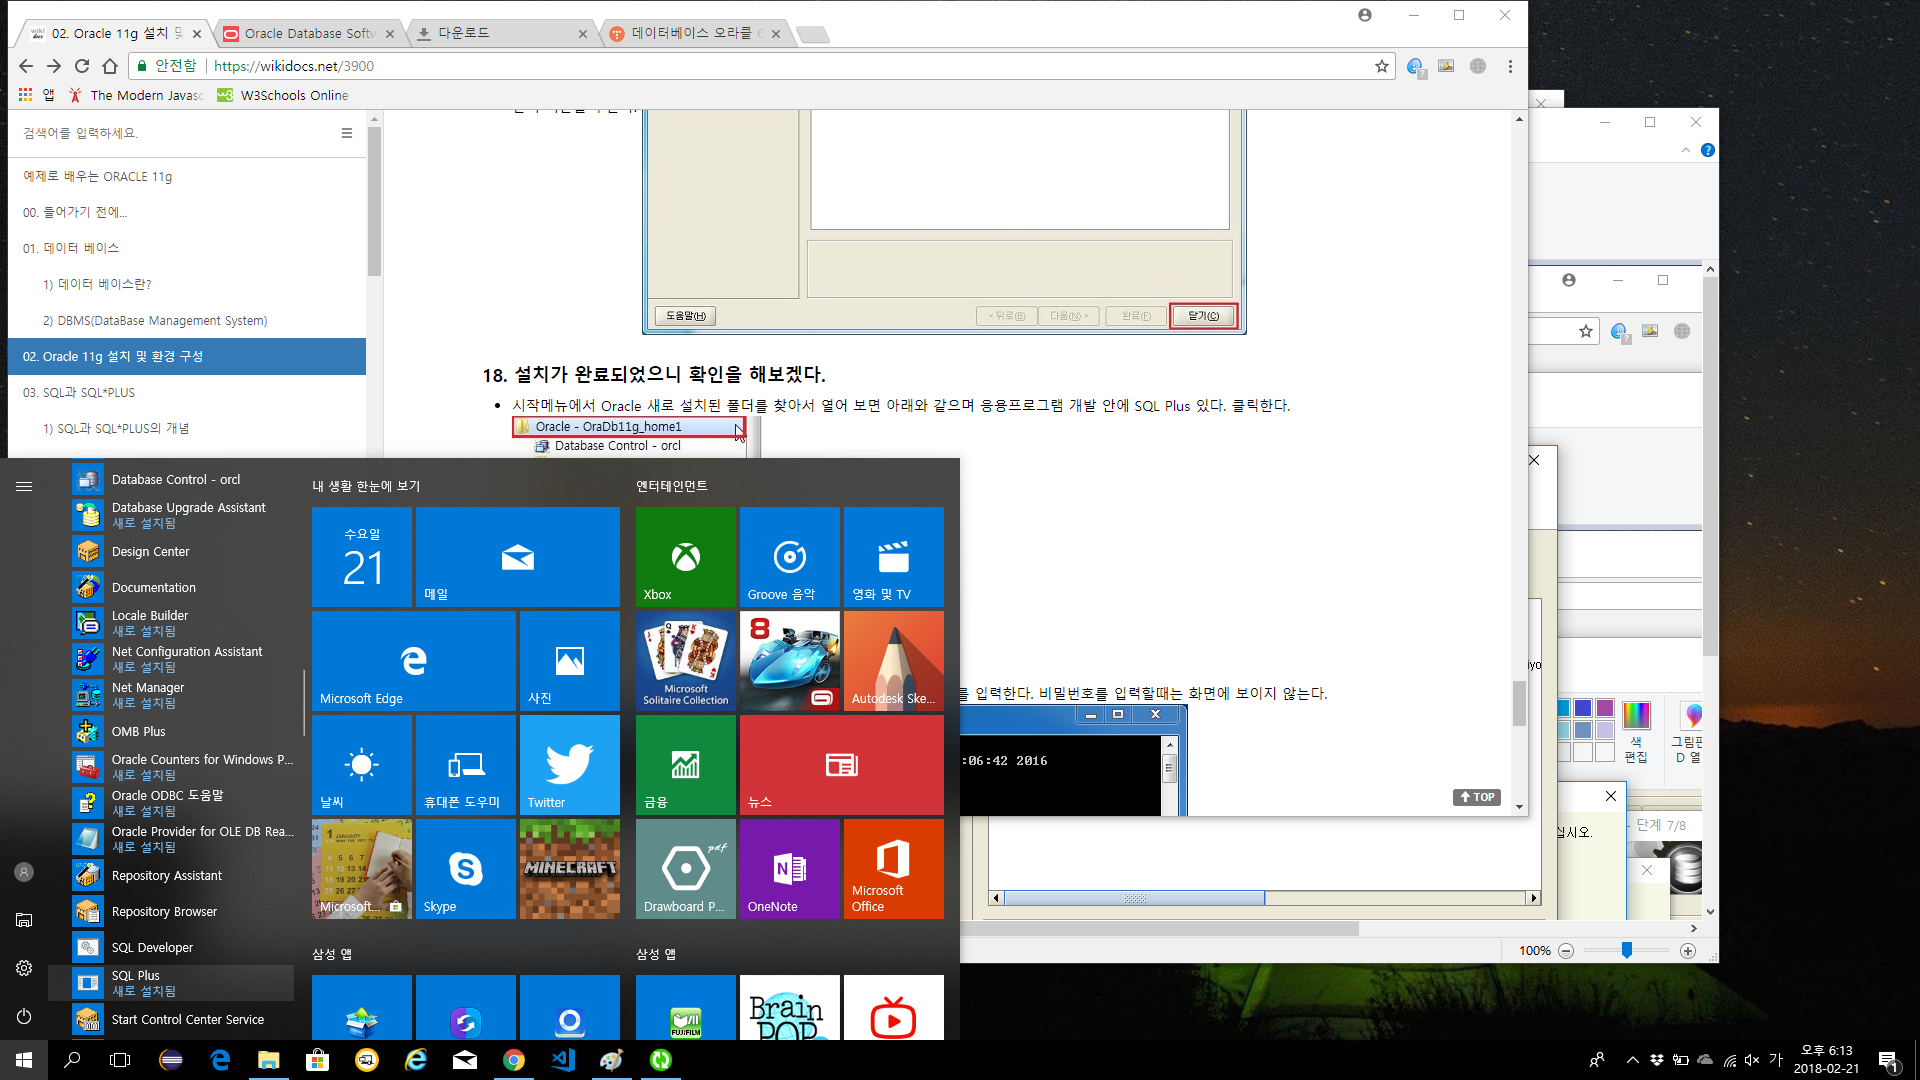 02. Oracle 11g 설치 및
Oracle Database Softw
다운로드
데이터베이스 오라클
안전함
https://wikidocs.net/3900
앱
The Modern Javasc
W3Schools Online
검색어를 입력하세요.
예제로 배우는 ORACLE 11g
00. 들어가기 전에...
01. 데이터 베이스
1) 데이터 베이스란?
2) DBMS(DataBase Management System)
02. Oracle 11g 설치 및 환경 구성
03. SQL과 SQL*PLUS
1) SQL과 SQL*PLUS의 개념
도움말(H)
< 뒤로(B)
다음(N) >
완료(F)
닫기(C)
18. 설치가 완료되었으니 확인을 해보겠다.
시작메뉴에서 Oracle 새로 설치된 폴더를 찾아서 열어 보면 아래와 같으며 응용프로그램 개발 안에 SQL Plus 있다. 클릭한다.
Oracle - OraDb11g_home1
Database Control - orcl
를 입력한다. 비밀번호를 입력할때는 화면에 보이지 않는다.
:06:42 2016
TOP
Database Control - orcl
Database Upgrade Assistant
새로 설치됨
Design Center
Documentation
Locale Builder
새로 설치됨
Net Configuration Assistant
새로 설치됨
Net Manager
새로 설치됨
OMB Plus
Oracle Counters for Windows P...
새로 설치됨
Oracle ODBC 도움말
새로 설치됨
Oracle Provider for OLE DB Rea...
새로 설치됨
Repository Assistant
Repository Browser
SQL Developer
SQL Plus
새로 설치됨
Start Control Center Service
내 생활 한눈에 보기
수요일
21
메일
Microsoft Edge
사진
날씨
휴대폰 도우미
Twitter
Microsoft...
Skype
MINECRAFT
삼성 앱
엔터테인먼트
Xbox
Groove 음악
영화 및 TV
Microsoft
Solitaire Collection
8
Autodesk Ske...
금융
뉴스
pdf
Drawboard P...
OneNote
Microsoft
Office
삼성 앱
FUJIFILM
Brain
POP
iyo
색
편집
그림판
D 열
- 단계 7/8
십시오.
100%
가
오후 6:13
2018-02-21
1